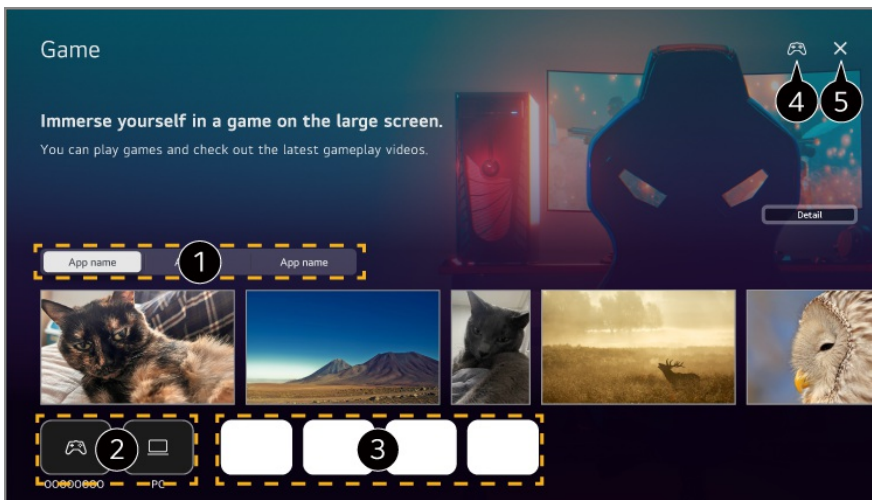 Game
4
5
Immerse yourself in a game on the large screen.
You can play games and check out the latest gameplay videos.
Detail
App name
1
App name
2
3
OOOOOOOO
PC